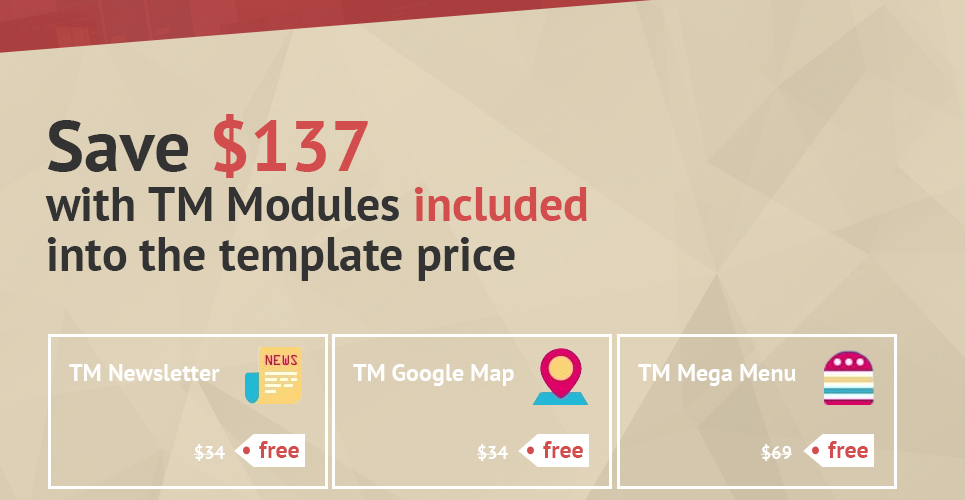 Save $137
with TM Modules included
into the template price
TM Newsletter
NEWS
$34 free
TM Google Map
$34 free
TM Mega Menu
$69 free